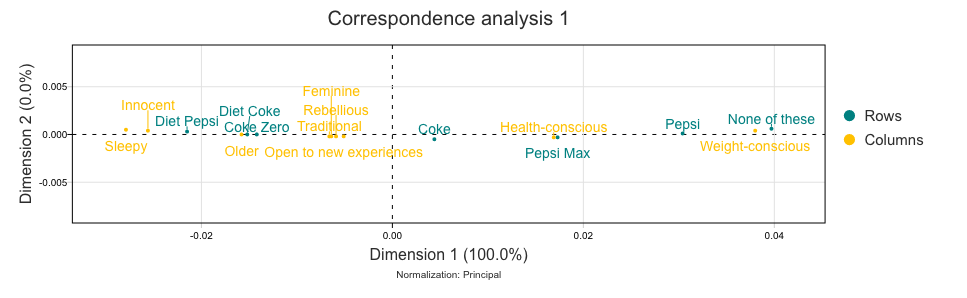 Correspondence analysis 1
Dimension 2 (0.0%)
0.005
0.000
-0.005
Feminine
Innocent
Rebellious
Diet Coke
Diet Pepsi
None of these
Pepsi
Coke Zero
Traditional
Coke
Health-conscious
Sleepy
Older
Open to new experiences
Pepsi Max
Weight-conscious
Rows
Columns
-0.02
0.00
0.02
0.04
Dimension 1 (100.0%)
Normalization: Principal